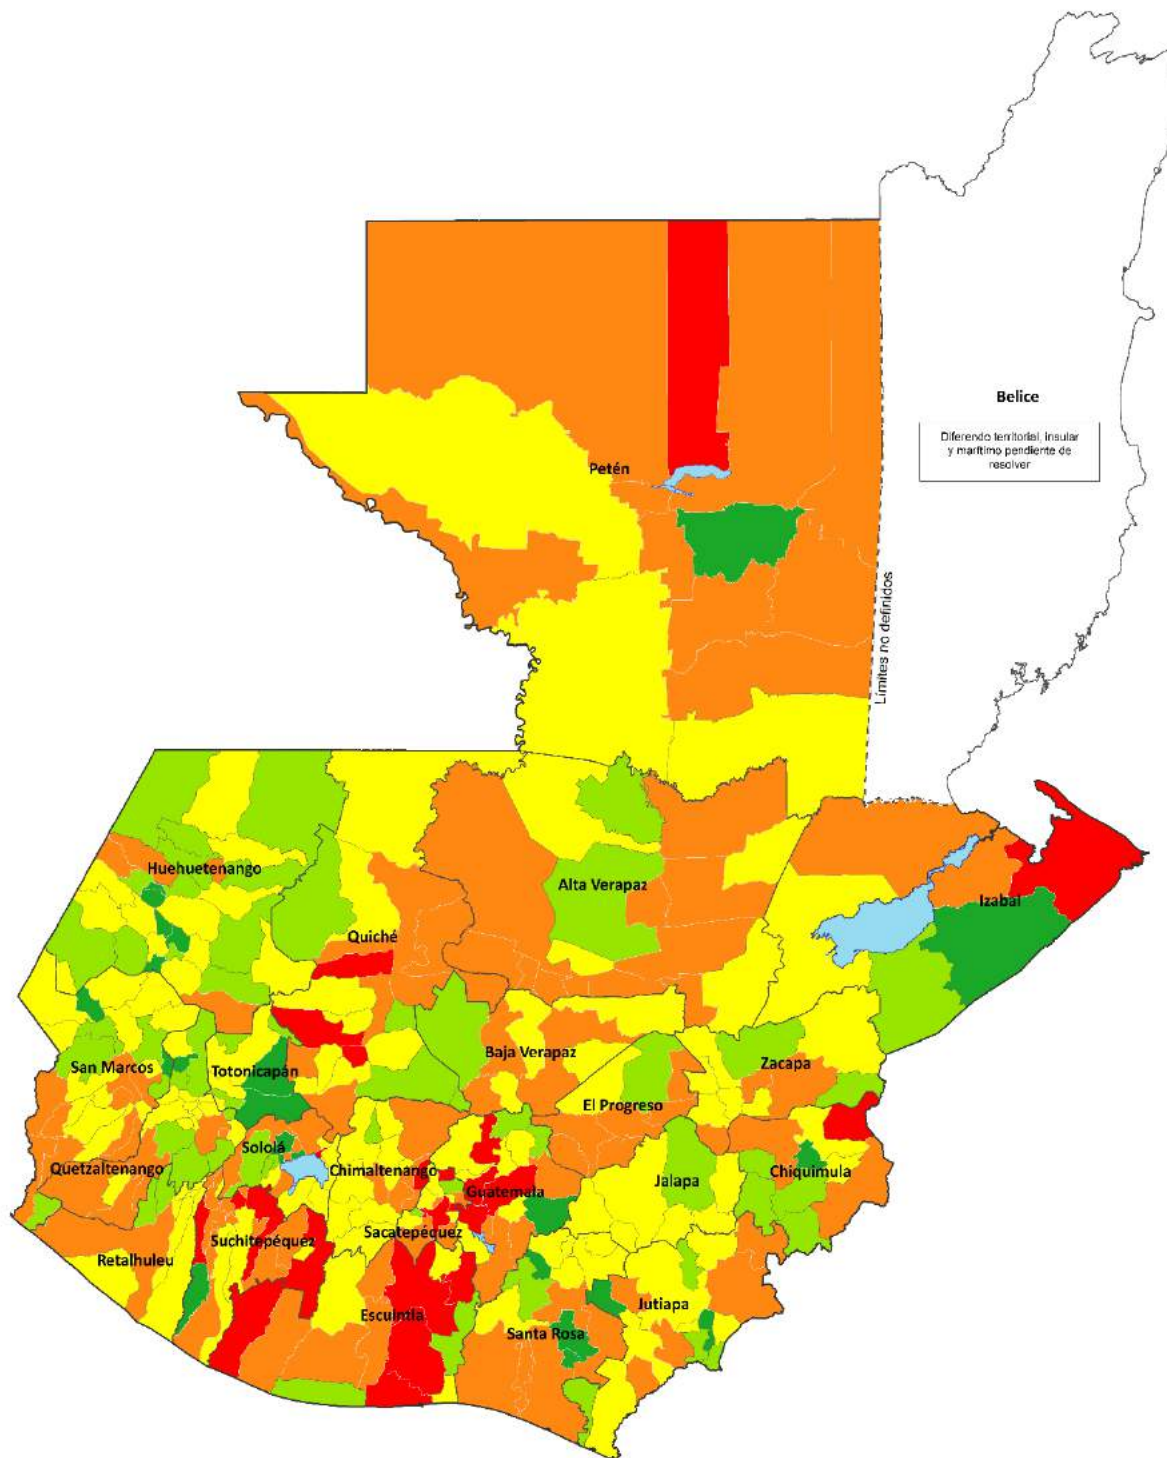 Belice
Diferendo territorial, insular
y marítimo pendiente de
resolver
Petén
Límites no definidos
Huehuetenango
Alta Verapaz
Izabal
Quiché
Baja Verapaz
Zacapa
San Marcos
Totonicapán
El Progreso
Sololá
Quetzaltenango
Chimaltenango
Jalapa
Chiquimula
Guatemala
Sacatepéquez
Suchitepéquéz
Retalhuleu
Jutiapa
Escuintla
Santa Rosa